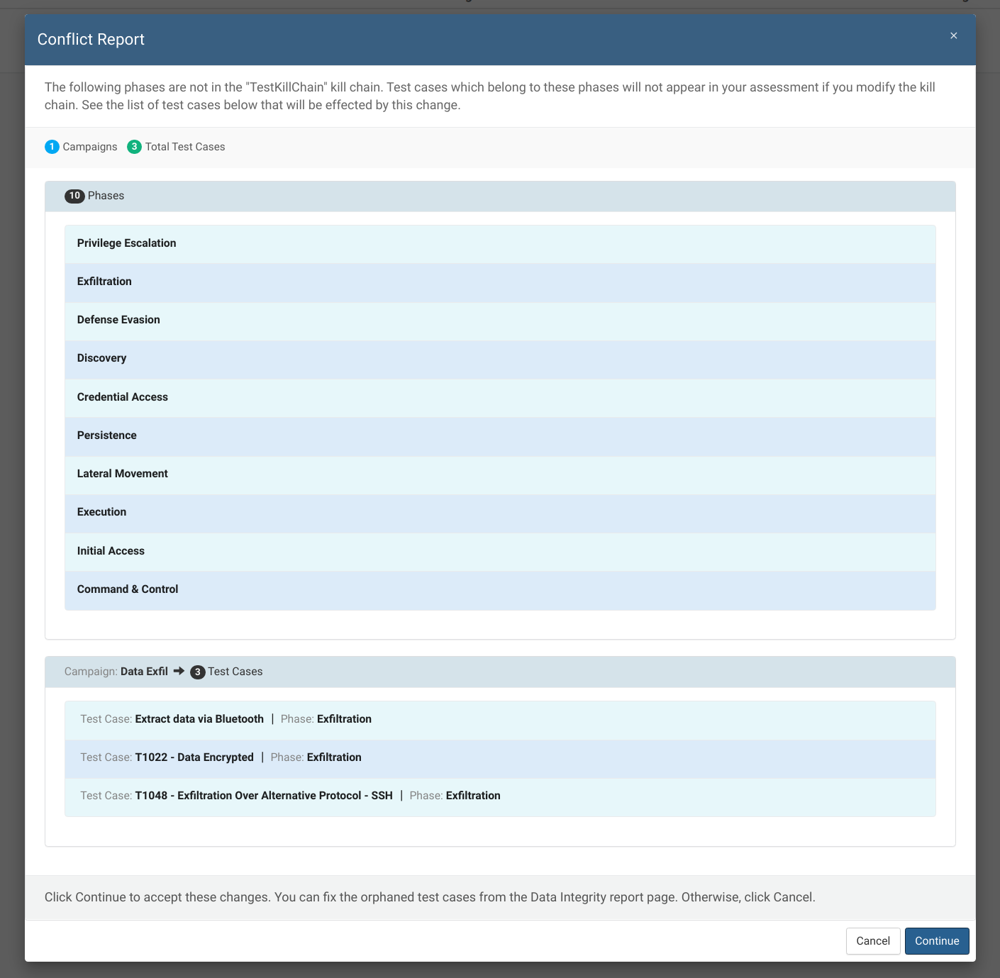 Conflict Report
×
The following phases are not in the "TestKillChain" kill chain. Test cases which belong to these phases will not appear in your assessment if you modify the kill
chain. See the list of test cases below that will be effected by this change.
1 Campaigns 3 Total Test Cases
10 Phases
Privilege Escalation
Exfiltration
Defense Evasion
Discovery
Credential Access
Persistence
Lateral Movement
Execution
Initial Access
Command & Control
Campaign: Data Exfil ➔ 3 Test Cases
Test Case: Extract data via Bluetooth | Phase: Exfiltration
Test Case: T1022 - Data Encrypted | Phase: Exfiltration
Test Case: T1048 - Exfiltration Over Alternative Protocol - SSH | Phase: Exfiltration
Click Continue to accept these changes. You can fix the orphaned test cases from the Data Integrity report page. Otherwise, click Cancel.
Cancel Continue